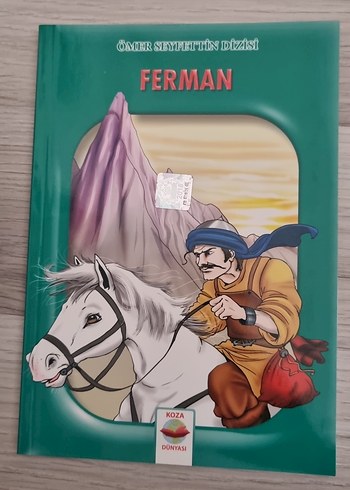 ÖMER SEYFETTİN DİZİSİ
FERMAN
KOZA
DÜNYASI